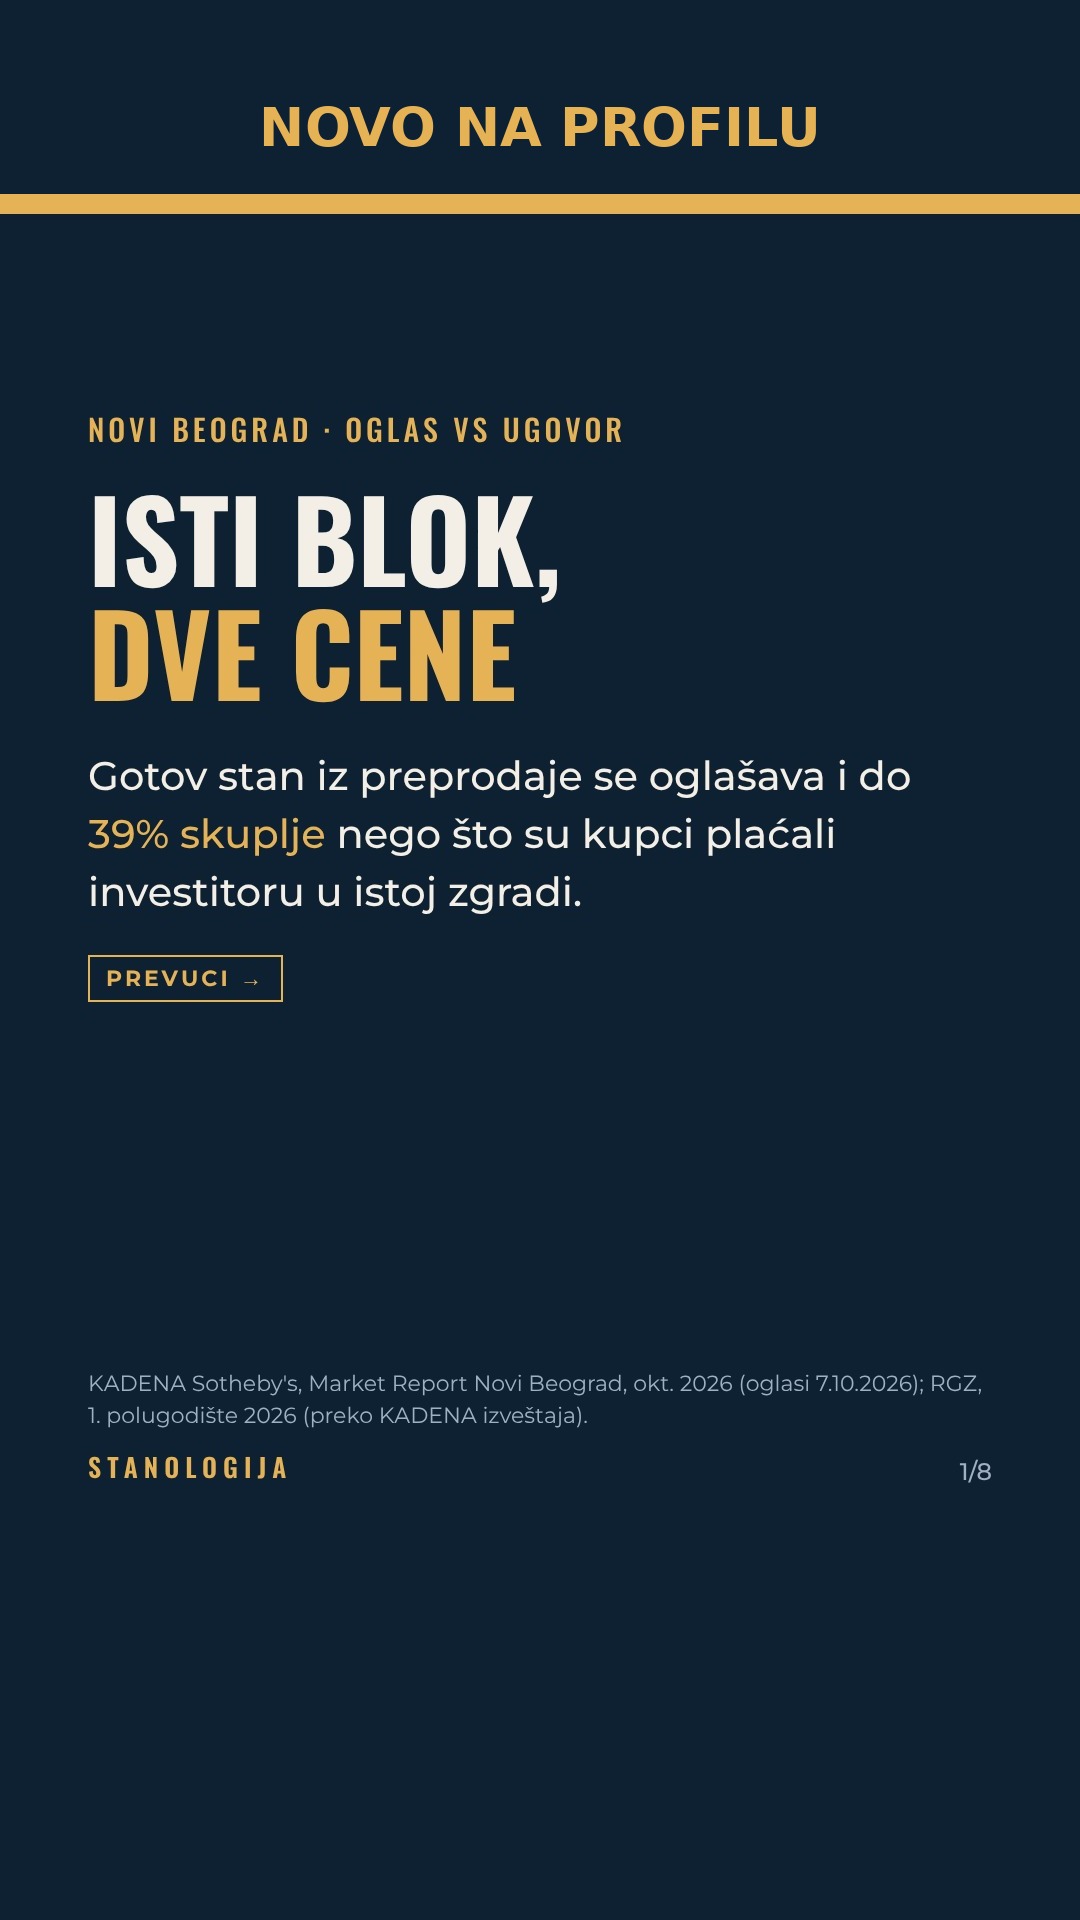 NOVO NA PROFILU
NOVI BEOGRAD · OGLAS VS UGOVOR
ISTI BLOK,
DVE CENE
Gotov stan iz preprodaje se oglašava i do
39% skuplje nego što su kupci plaćali
investitoru u istoj zgradi.
PREVUCI →
KADENA Sotheby's, Market Report Novi Beograd, okt. 2026 (oglasi 7.10.2026); RGZ,
1. polugodište 2026 (preko KADENA izveštaja).
STANOLOGIJA
1/8